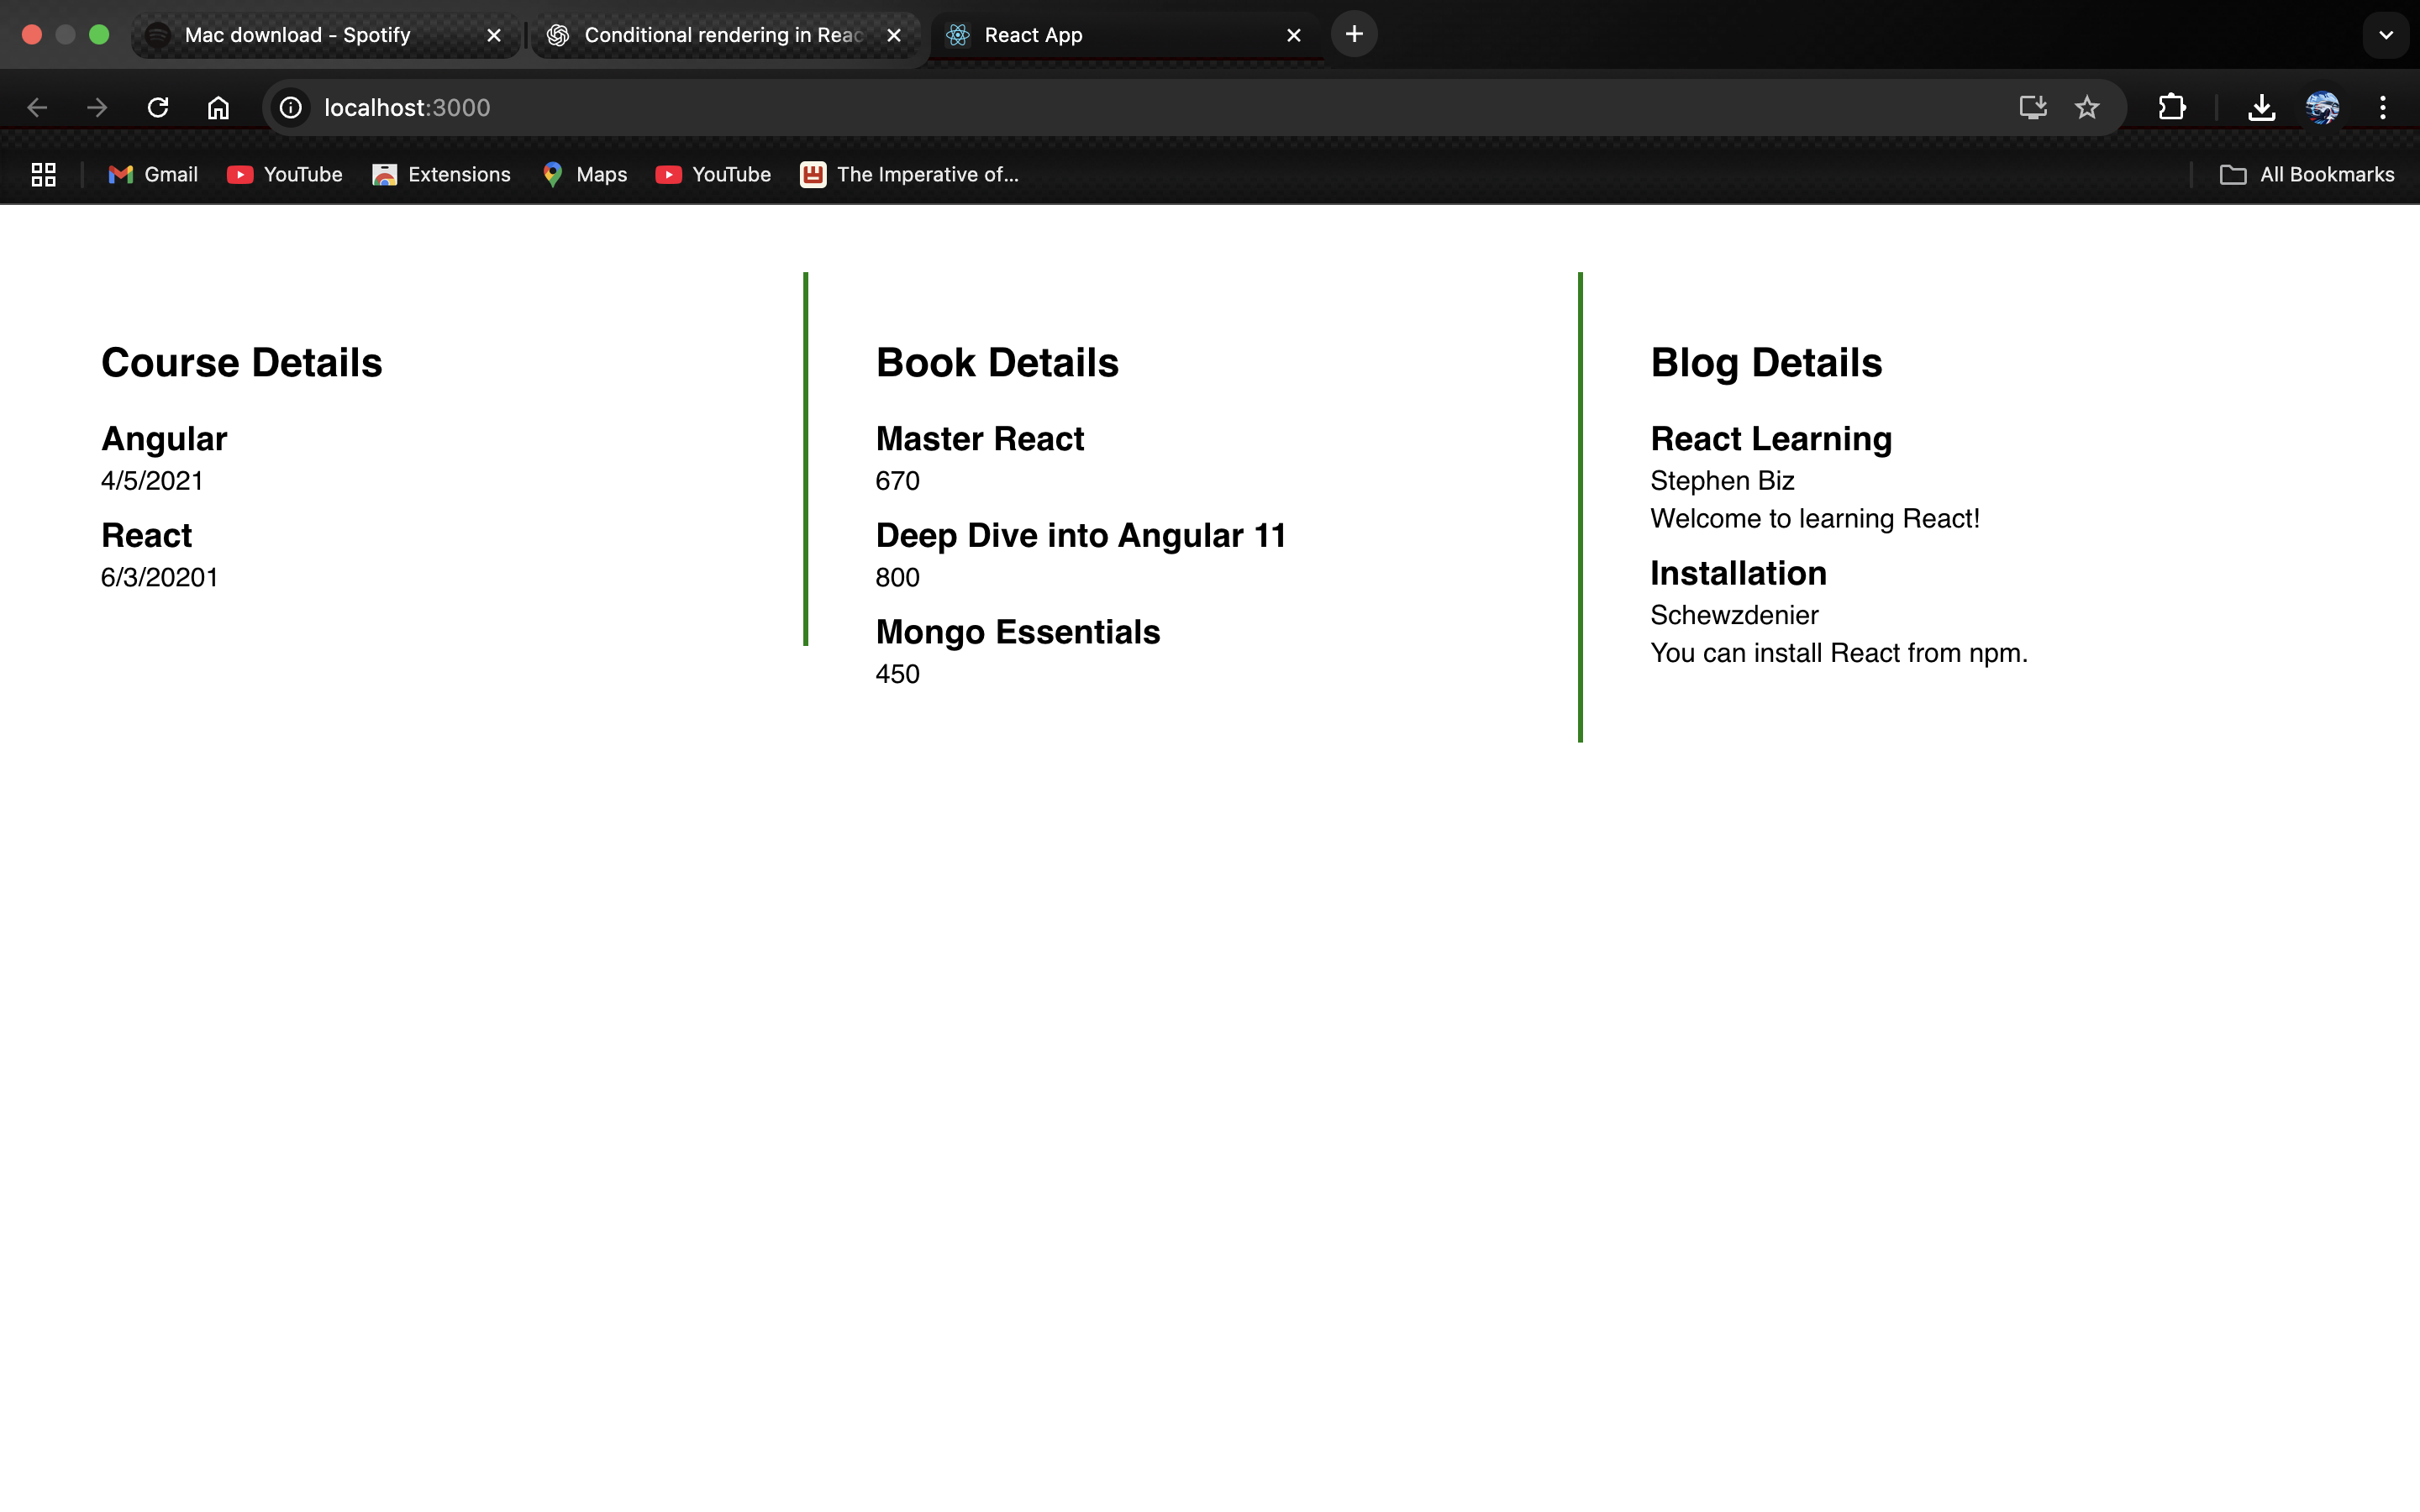 Mac download - Spotify
Conditional rendering in Reac
React App
localhost:3000
Gmail
YouTube
Extensions
Maps
YouTube
The Imperative of...
All Bookmarks
Course Details
Angular
4/5/2021
React
6/3/20201
Book Details
Master React
670
Deep Dive into Angular 11
800
Mongo Essentials
450
Blog Details
React Learning
Stephen Biz
Welcome to learning React!
Installation
Schewzdenier
You can install React from npm.